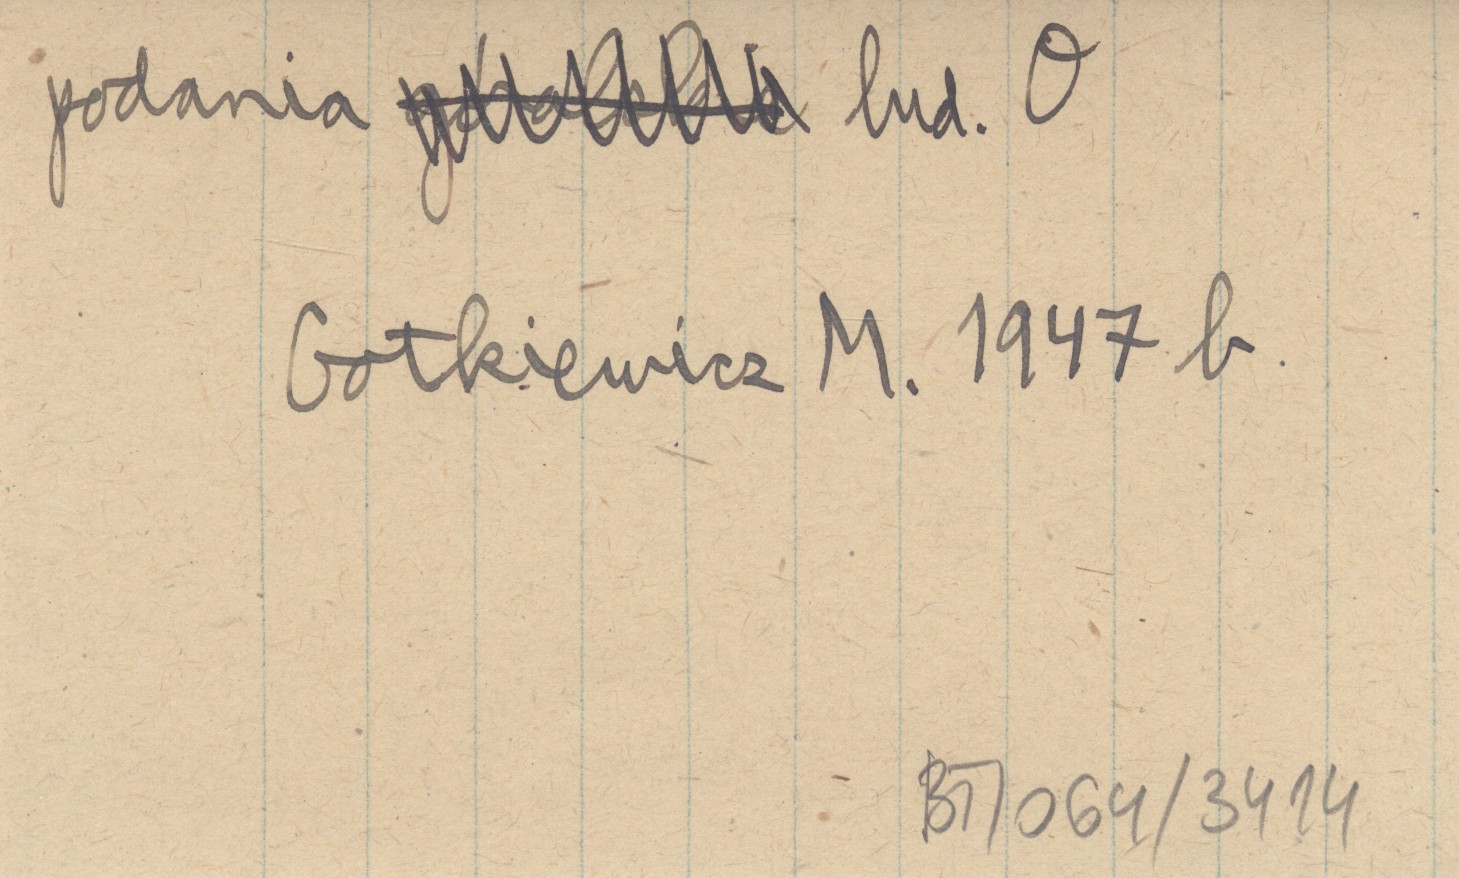 podania lud. O
Gotkiewicz M. 1947 b.
BT/064/3414